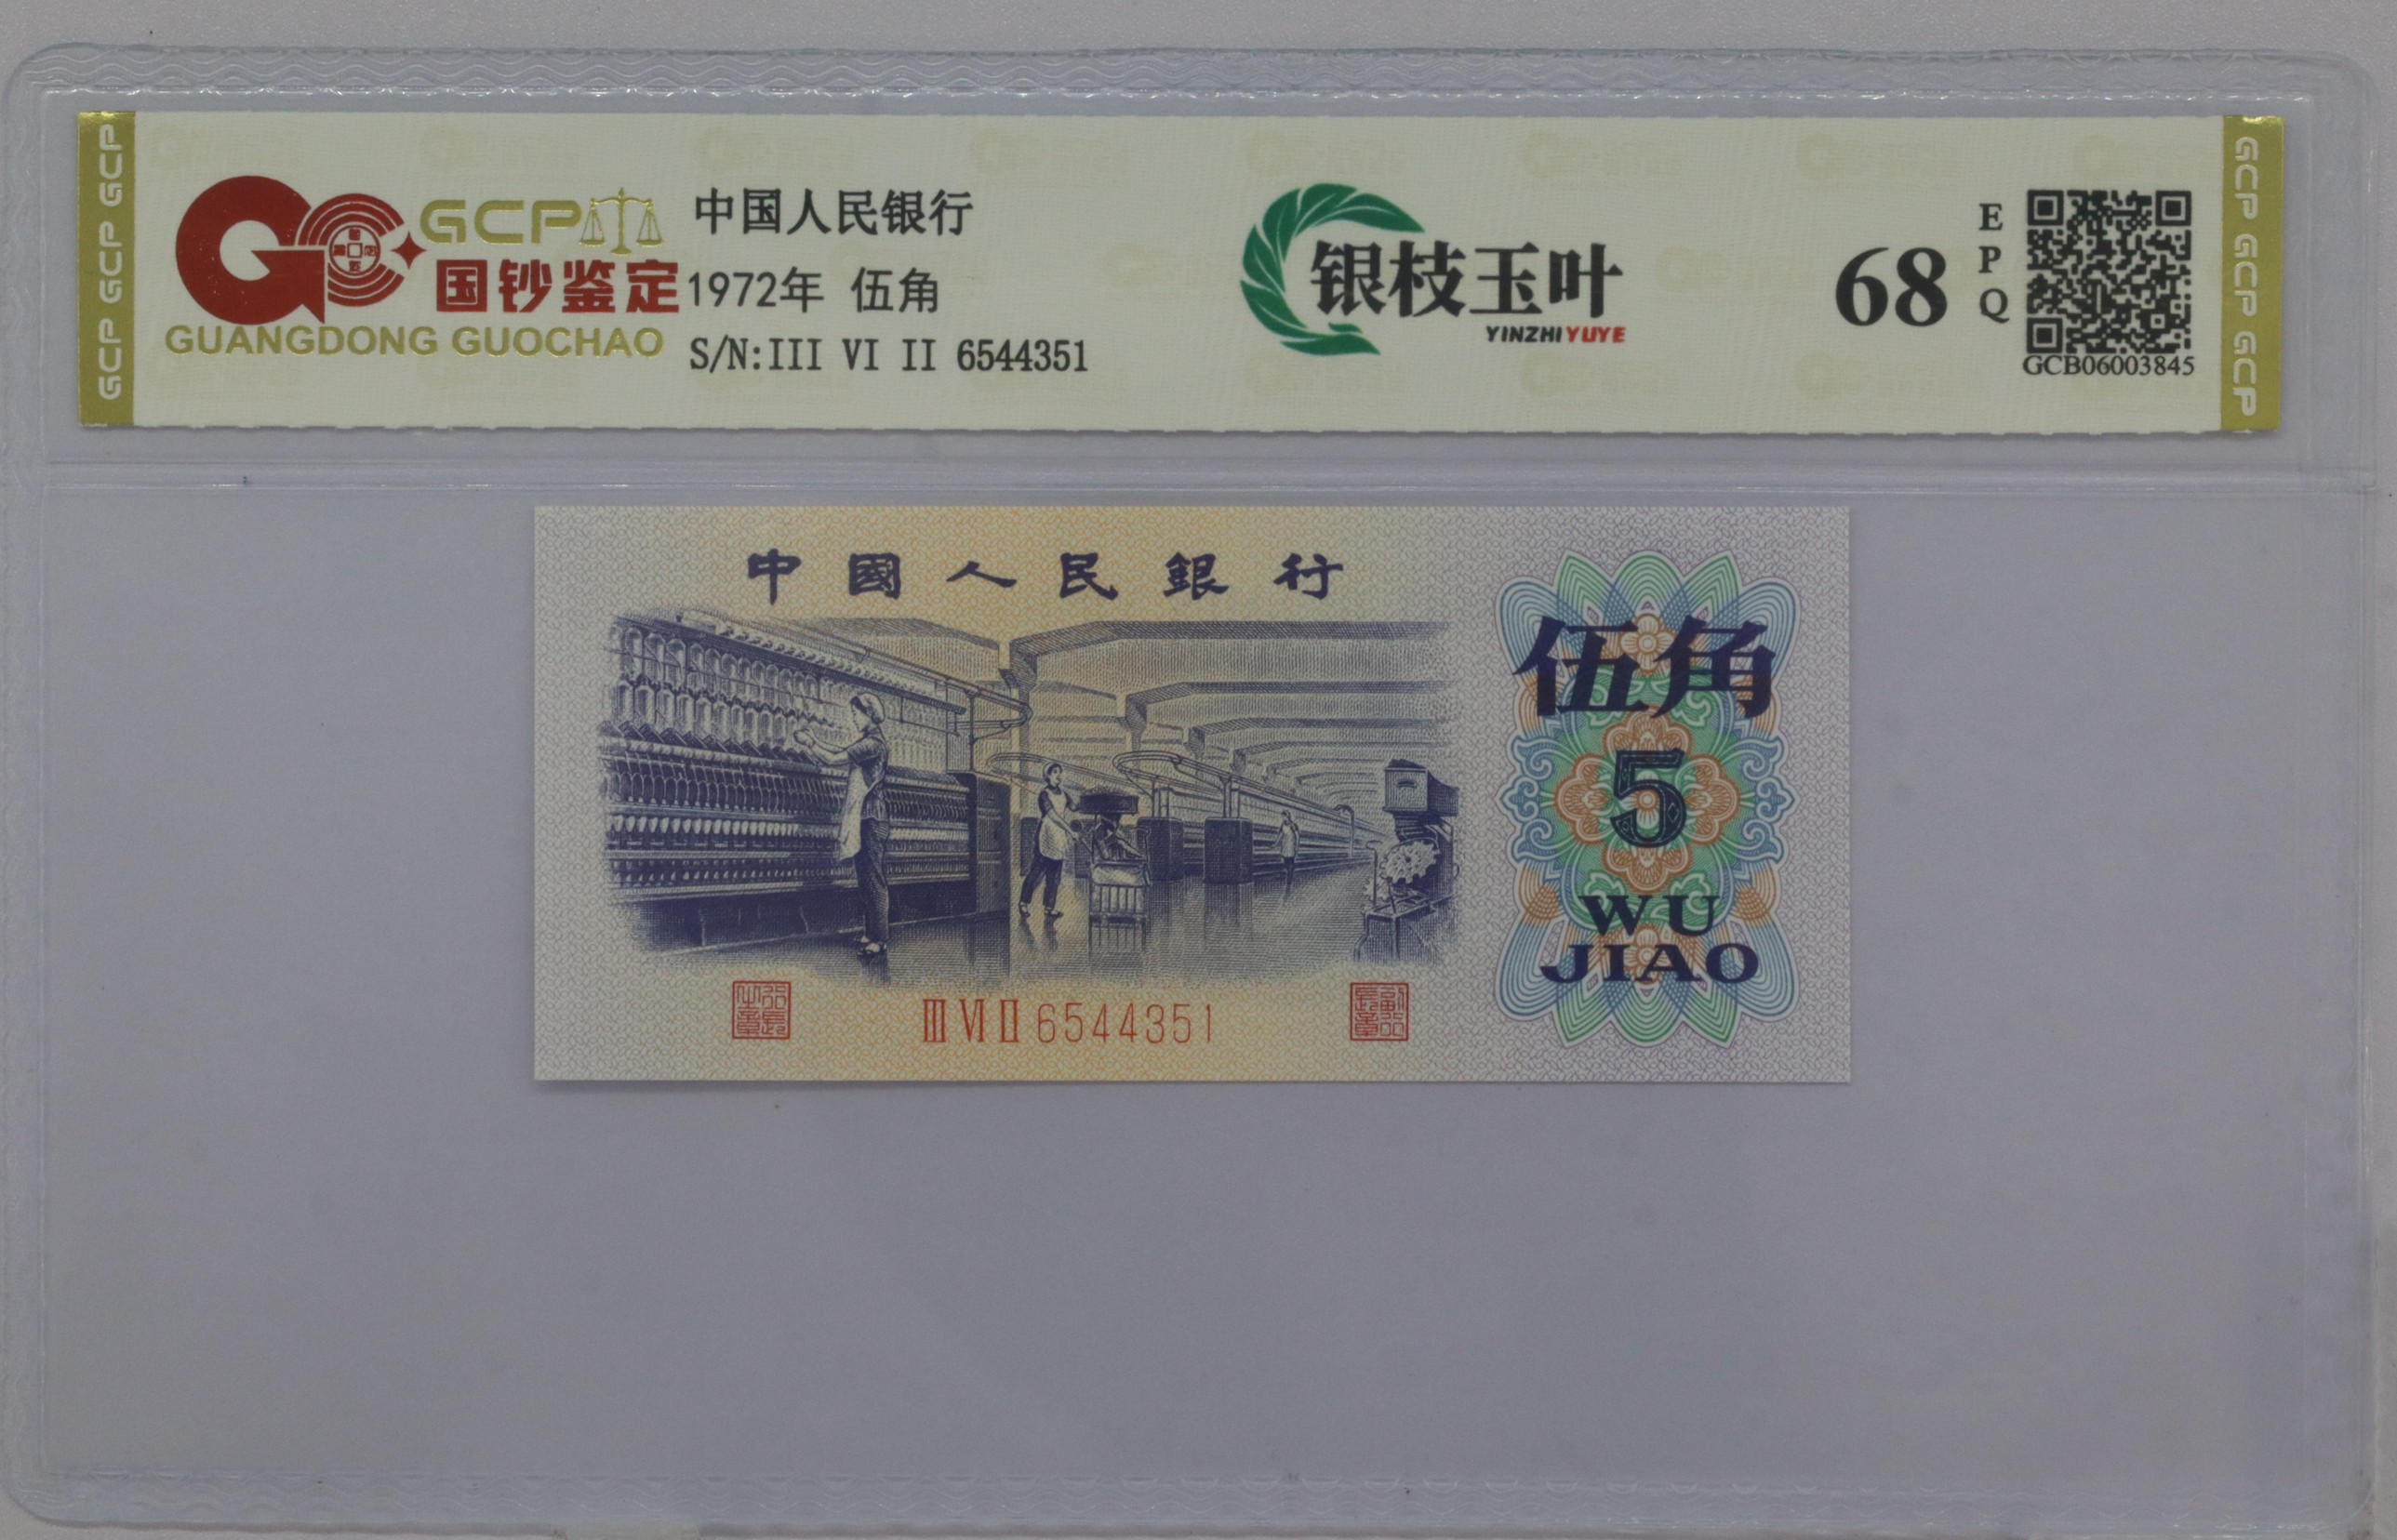 GCP GCP GCP
GCP
国钞鉴定
GUANGDONG GUOCHAO
中国人民银行
1972年 伍角
S/N:III VI II 6544351
银枝玉叶
YINZHIYUYE
68
EPQ
GCB06003845
GCP GCP GCP
中國人民銀行
伍角
5
WU
JIAO
III VI II 6544351